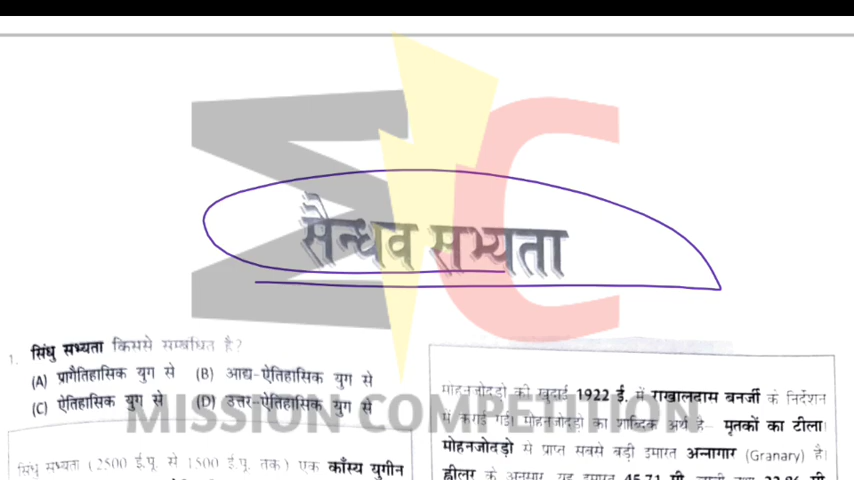 सैन्धव सभ्यता
1. सिंधु सभ्यता किससे सम्बंधित है?
(A) प्रागैतिहासिक युग से (B) आद्य-ऐतिहासिक युग से
(C) ऐतिहासिक युग से (D) उत्तर-ऐतिहासिक युग से
MISSION COMPETITION
सिंधु सभ्यता (2500 ई.पू. से 1500 ई.पू. तक) एक काँस्य युगीन
मोहनजोदड़ो की खुदाई 1922 ई. में राखालदास बनर्जी के निर्देशन
में कराई गई। मोहनजोदड़ो का शाब्दिक अर्थ है- मृतकों का टीला।
मोहनजोदड़ो से प्राप्त सबसे बड़ी इमारत अन्नागार (Granary) है।
ह्वीलर के अनुसार यह इमारत 45.71 मी.